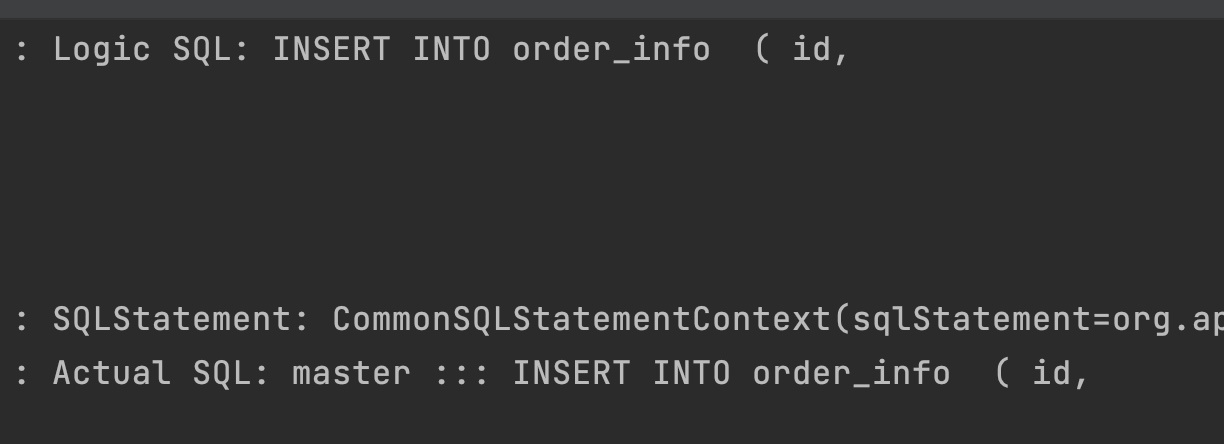 : Logic SQL: INSERT INTO order_info  ( id,
: SQLStatement: CommonSQLStatementContext(sqlStatement=org.ap
: Actual SQL: master ::: INSERT INTO order_info  ( id,